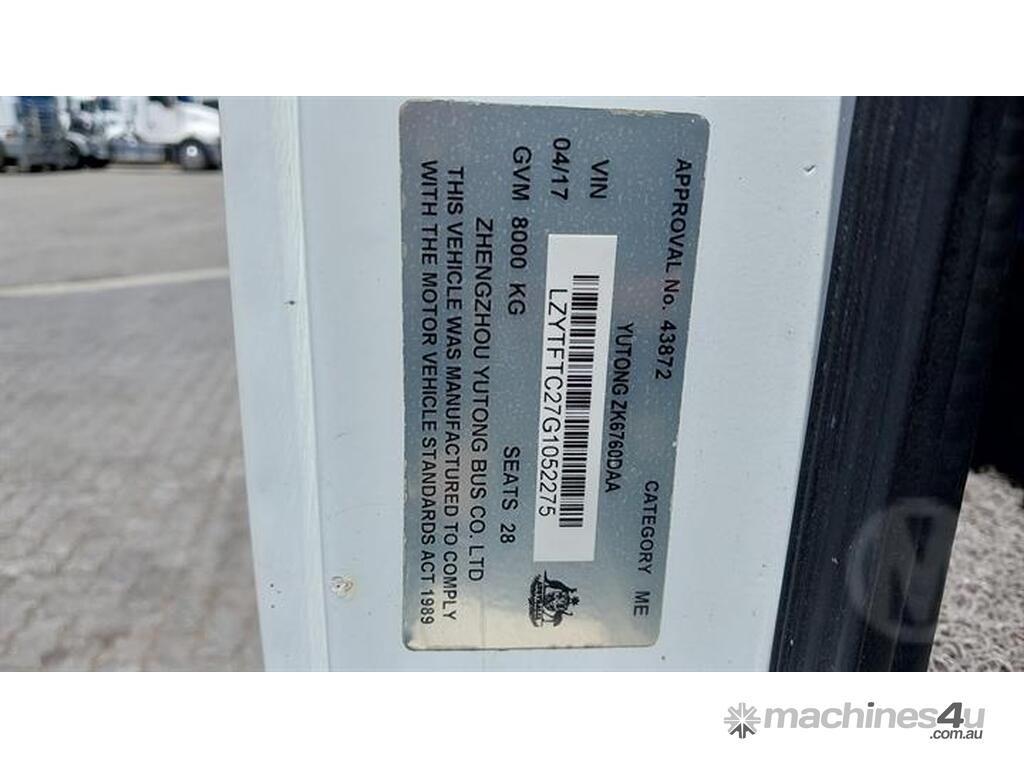 APPROVAL No. 43872 CATEGORY ME
YUTONG ZK6760DAA
VIN
LZYTFTC27G1052275
04/17
GVM 8000 KG SEATS 28
ZHENGZHOU YUTONG BUS CO. LTD
THIS VEHICLE WAS MANUFACTURED TO COMPLY
WITH THE MOTOR VEHICLE STANDARDS ACT 1989
machines4u
.com.au